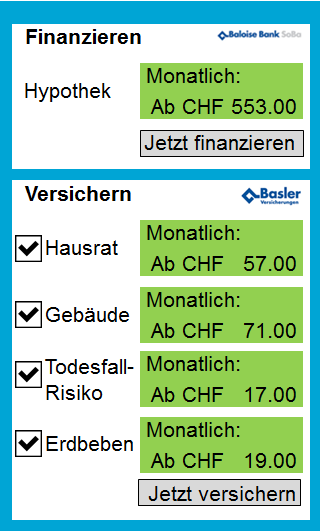 Finanzieren
Baloise Bank SoBa
Hypothek
Monatlich:
Ab CHF 553.00
Jetzt finanzieren
Versichern
Basler
Versicherungen
Hausrat
Monatlich:
Ab CHF 57.00
Gebäude
Monatlich:
Ab CHF 71.00
Todesfall-
Risiko
Monatlich:
Ab CHF 17.00
Erdbeben
Monatlich:
Ab CHF 19.00
Jetzt versichern